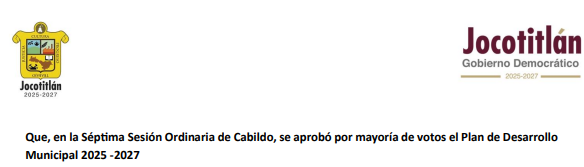 Jocotitlán
2025-2027
Jocotitlán
Gobierno Democrático
2025-2027
Que, en la Séptima Sesión Ordinaria de Cabildo, se aprobó por mayoría de votos el Plan de Desarrollo
Municipal 2025 -2027